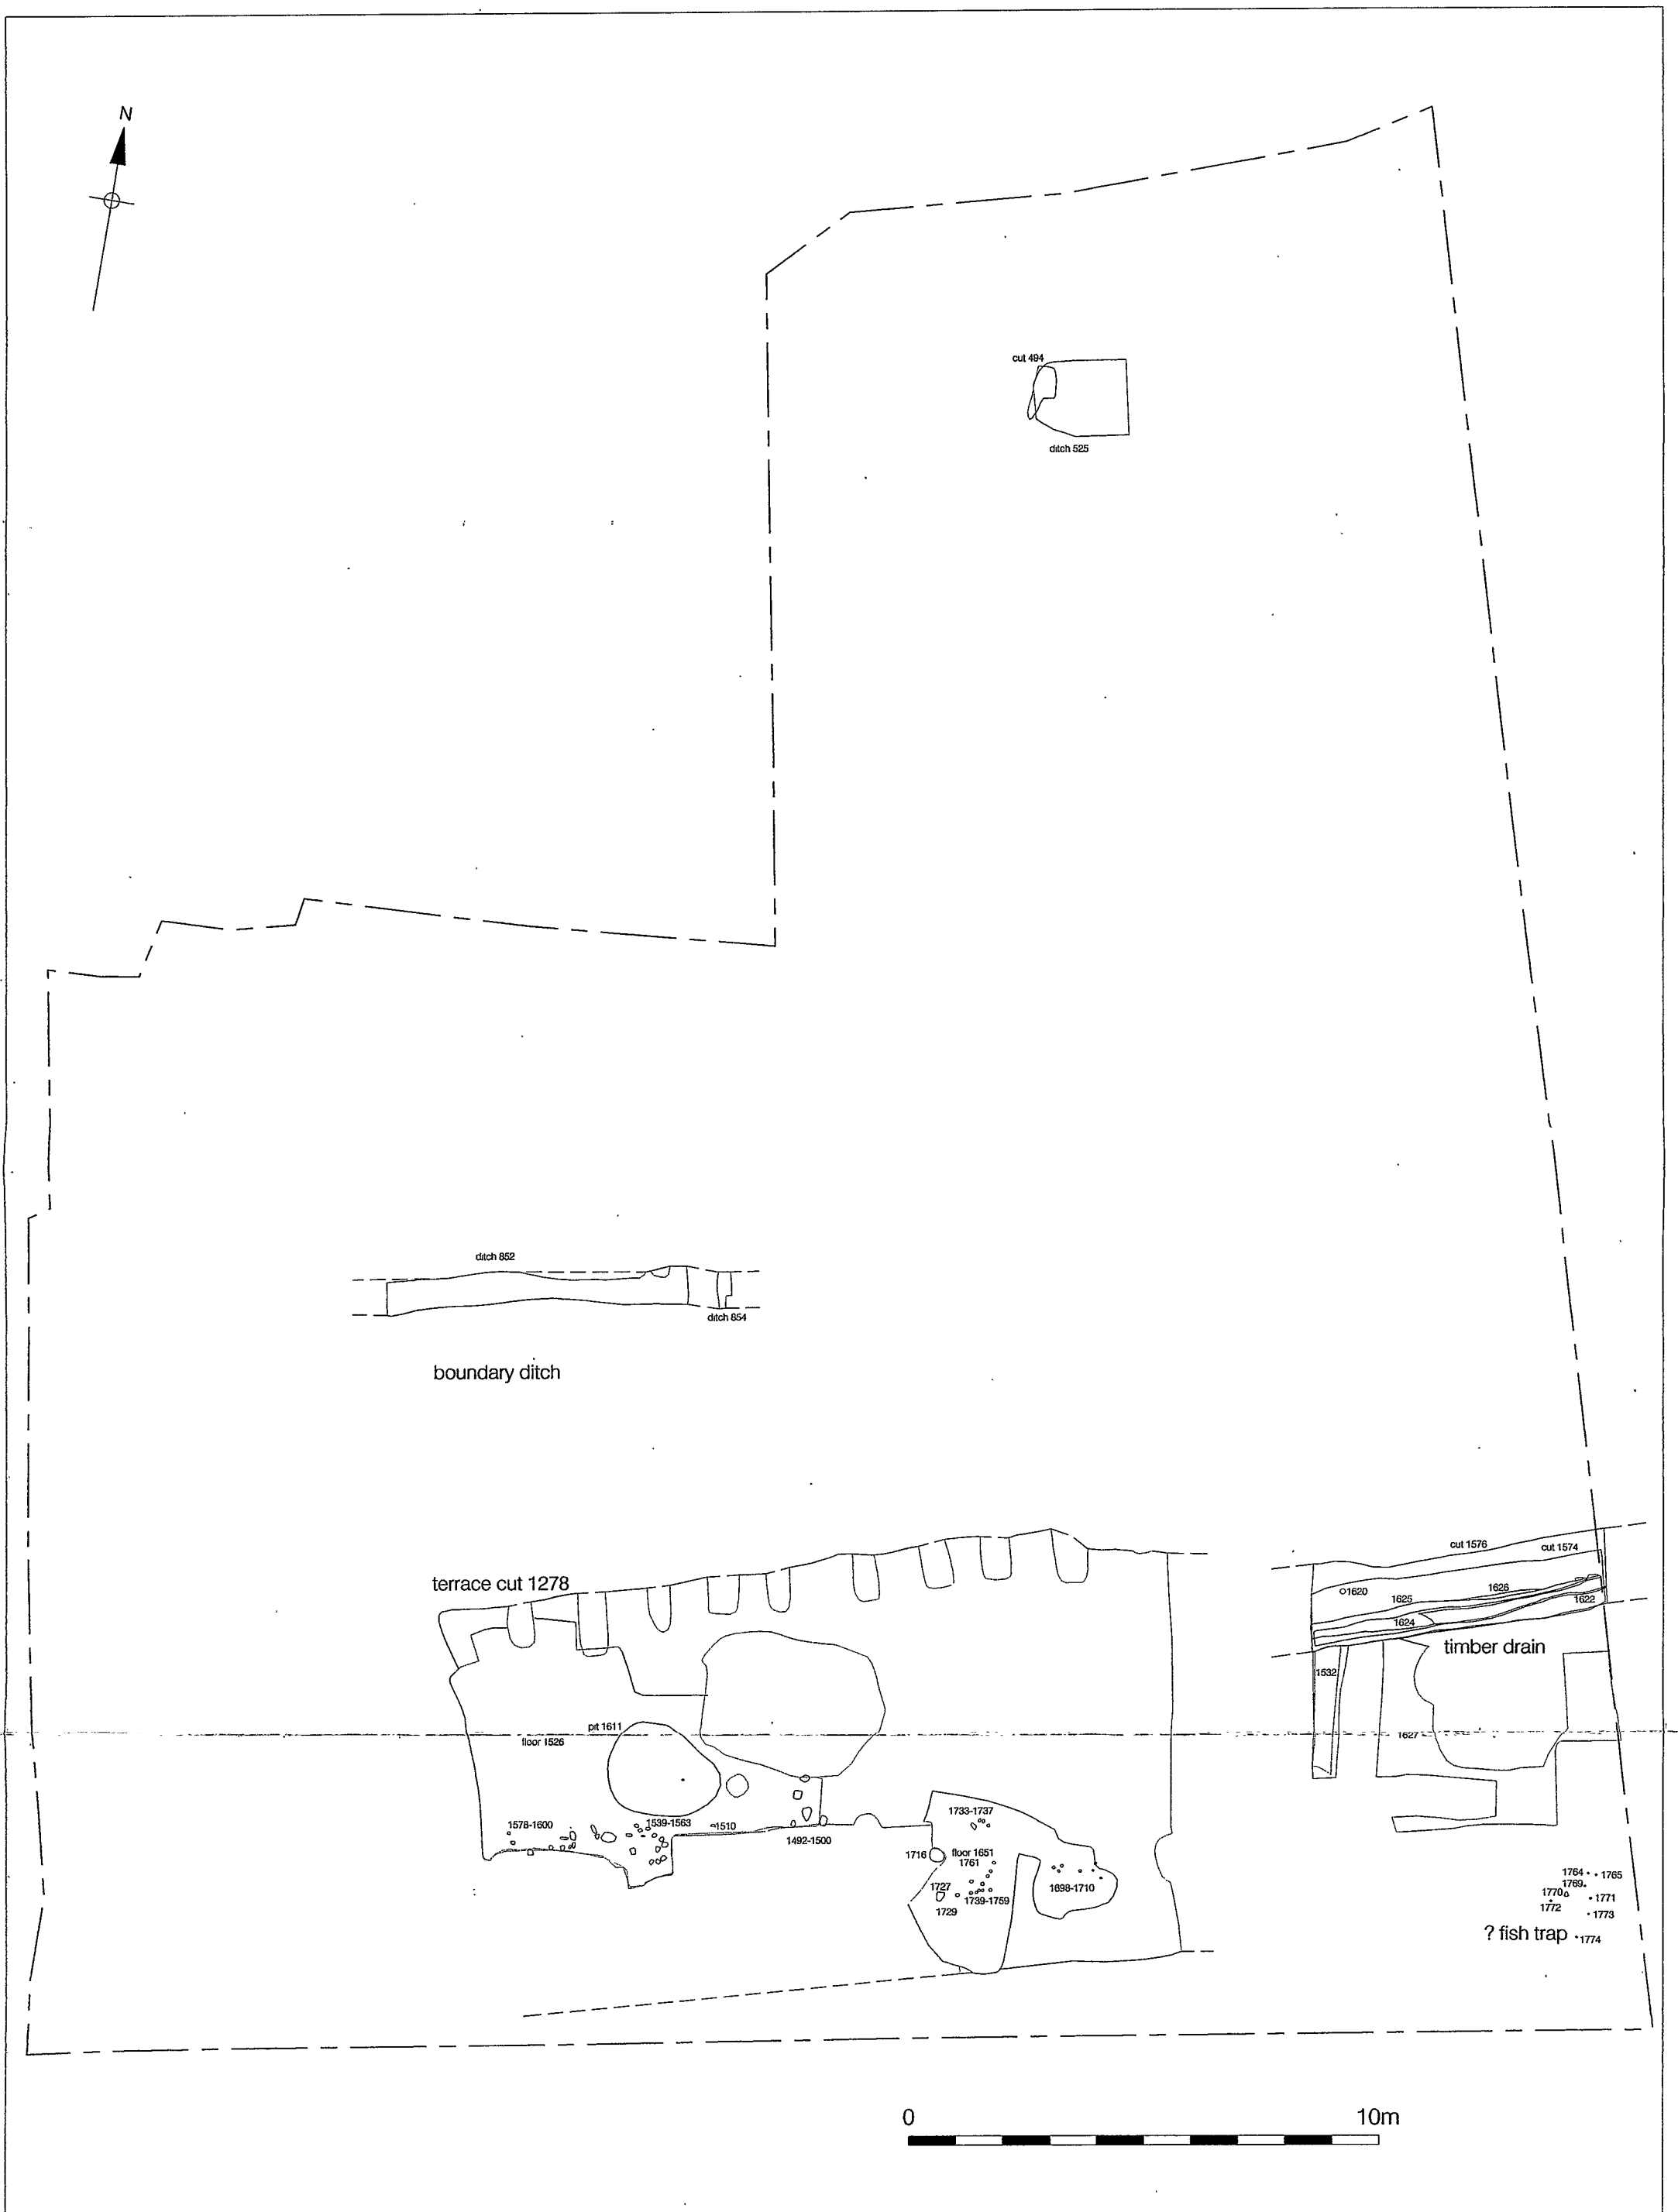 N
cut 494
ditch 525
ditch 852
ditch 854
boundary ditch
cut 1576
cut 1574
terrace cut 1278
1620
1626
1625
1622
1624
timber drain
1532
pit 1611
floor 1526
1627
1733-1737
1578-1600
1539-1563
1510
1492-1500
1716
floor 1651
1761
1764
1765
1769
1698-1710
1727
1739-1759
1770
1771
1772
1729
1773
? fish trap
1774
0
10m